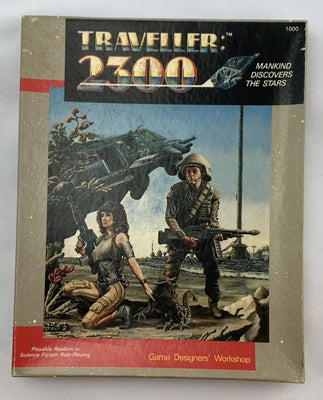 TRAVELLER:™
2300
1000
MANKIND
DISCOVERS
THE STARS
Playable Realism in
Science Fiction Role-Playing
Game Designers' Workshop